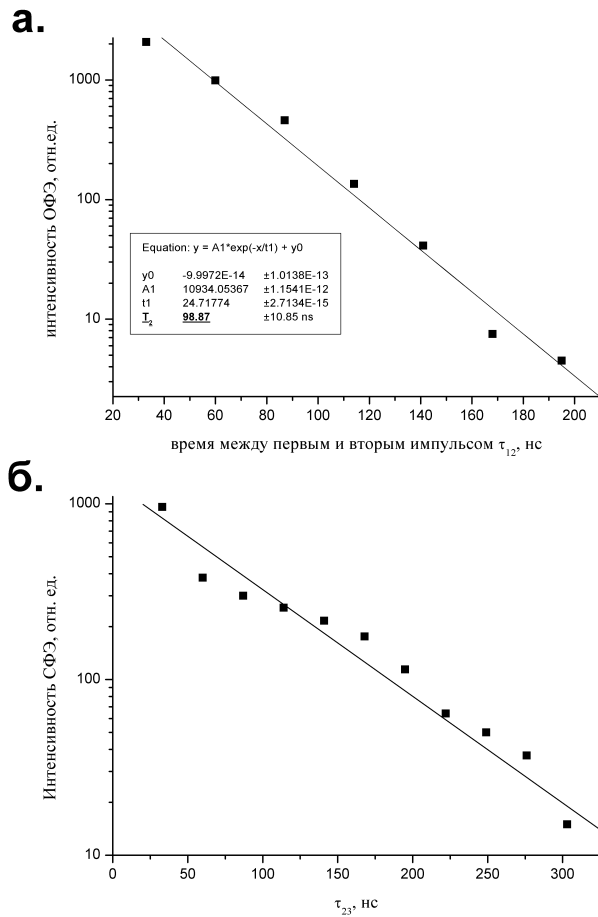 а.
интенсивность ОФЭ, отн.ед.
1000
100
10
Equation: y = A1*exp(-x/t1) + y0
y0 -9.9972E-14 ±1.0138E-13
A1 10934.05367 ±1.1541E-12
t1 24.71774 ±2.7134E-15
T2 98.87 ±10.85 ns
20 40 60 80 100 120 140 160 180 200
время между первым и вторым импульсом τ12, нс
б.
Интенсивность СФЭ, отн. ед.
1000
100
10
0 50 100 150 200 250 300
τ23, нс